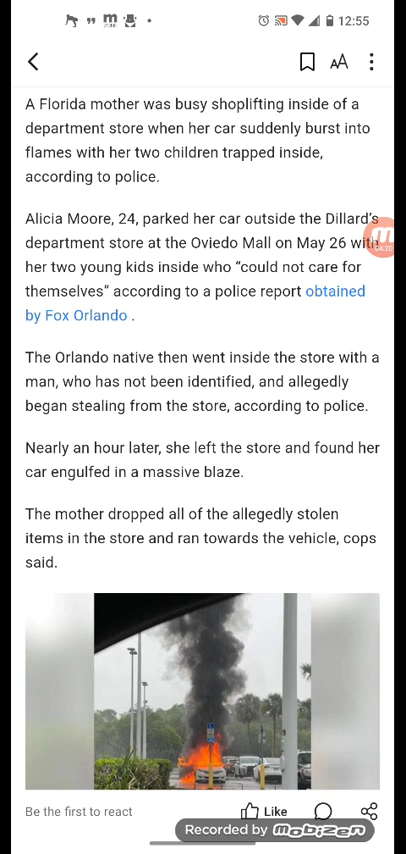 12:55
A Florida mother was busy shoplifting inside of a
department store when her car suddenly burst into
flames with her two children trapped inside,
according to police.
Alicia Moore, 24, parked her car outside the Dillard's
department store at the Oviedo Mall on May 26 with
her two young kids inside who “could not care for
themselves” according to a police report obtained
by Fox Orlando .
The Orlando native then went inside the store with a
man, who has not been identified, and allegedly
began stealing from the store, according to police.
Nearly an hour later, she left the store and found her
car engulfed in a massive blaze.
The mother dropped all of the allegedly stolen
items in the store and ran towards the vehicle, cops
said.
Be the first to react
Like
Recorded by mobizen